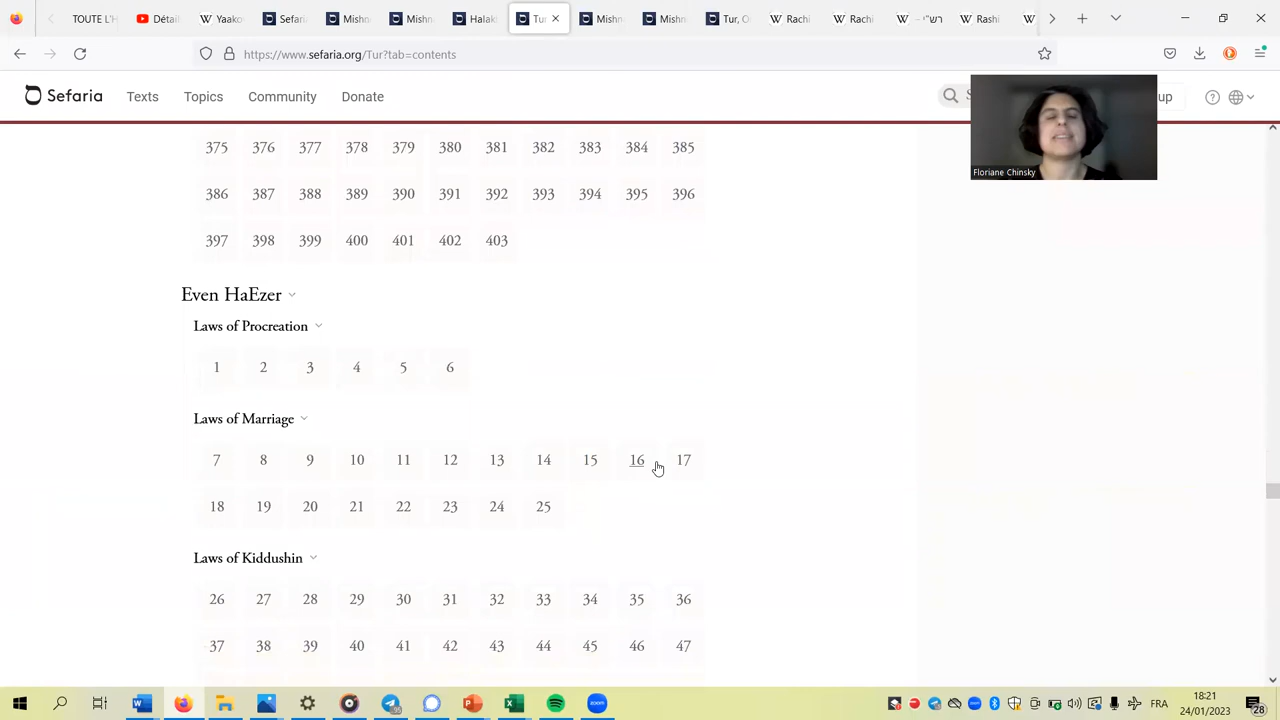 TOUTE L'H
Détail
Yaako
Sefaria
Mishn
Halak
Tur
Mishn
Mishn
Tur, O
Rachi
Rachi
רש"י –
Rachi
https://www.sefaria.org/Tur?tab=contents
Sefaria
Texts
Topics
Community
Donate
S
up
Floriane Chinsky
375 376 377 378 379 380 381 382 383 384 385
386 387 388 389 390 391 392 393 394 395 396
397 398 399 400 401 402 403
Even HaEzer
Laws of Procreation
1 2 3 4 5 6
Laws of Marriage
7 8 9 10 11 12 13 14 15 16 17
18 19 20 21 22 23 24 25
Laws of Kiddushin
26 27 28 29 30 31 32 33 34 35 36
37 38 39 40 41 42 43 44 45 46 47
FRA
18:21
24/01/2023
28